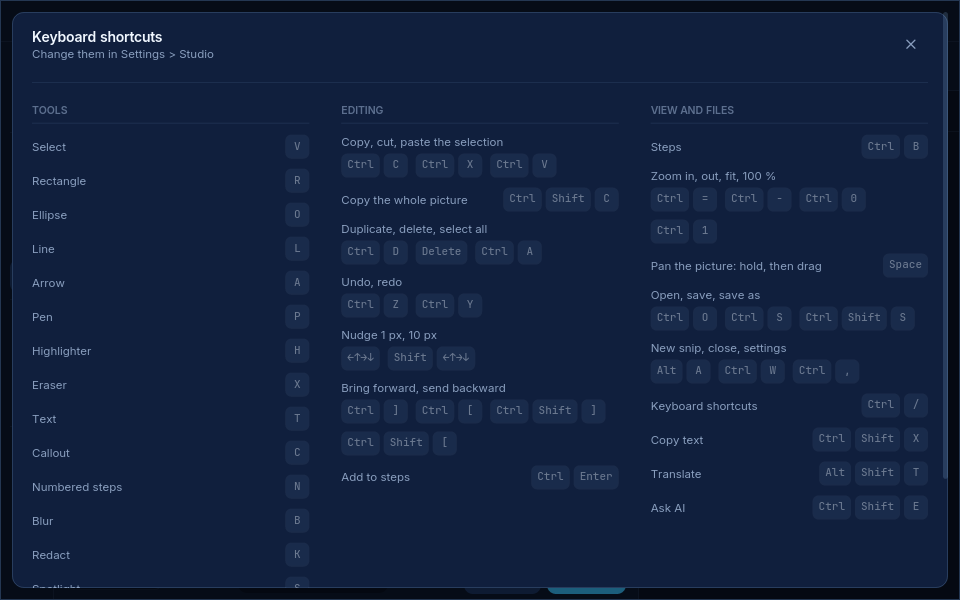 Keyboard shortcuts
Change them in Settings > Studio
TOOLS
Select V
Rectangle R
Ellipse O
Line L
Arrow A
Pen P
Highlighter H
Eraser X
Text T
Callout C
Numbered steps N
Blur B
Redact K
Spotlight S
EDITING
Copy, cut, paste the selection
Ctrl C Ctrl X Ctrl V
Copy the whole picture Ctrl Shift C
Duplicate, delete, select all
Ctrl D Delete Ctrl A
Undo, redo
Ctrl Z Ctrl Y
Nudge 1 px, 10 px
←↑→↓ Shift ←↑→↓
Bring forward, send backward
Ctrl ] Ctrl [ Ctrl Shift ]
Ctrl Shift [
Add to steps Ctrl Enter
VIEW AND FILES
Steps Ctrl B
Zoom in, out, fit, 100 %
Ctrl = Ctrl - Ctrl 0
Ctrl 1
Pan the picture: hold, then drag Space
Open, save, save as
Ctrl O Ctrl S Ctrl Shift S
New snip, close, settings
Alt A Ctrl W Ctrl ,
Keyboard shortcuts Ctrl /
Copy text Ctrl Shift X
Translate Alt Shift T
Ask AI Ctrl Shift E